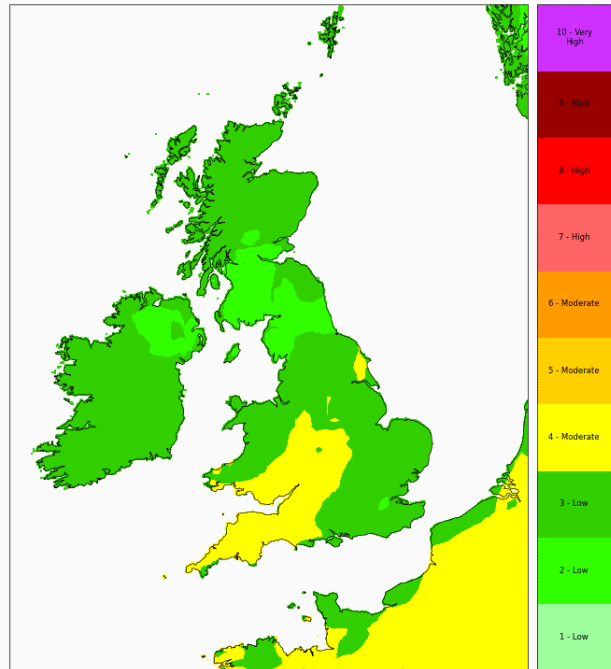 10 - Very
High
9 - High
8 - High
7 - High
6 - Moderate
5 - Moderate
4 - Moderate
3 - Low
2 - Low
1 - Low